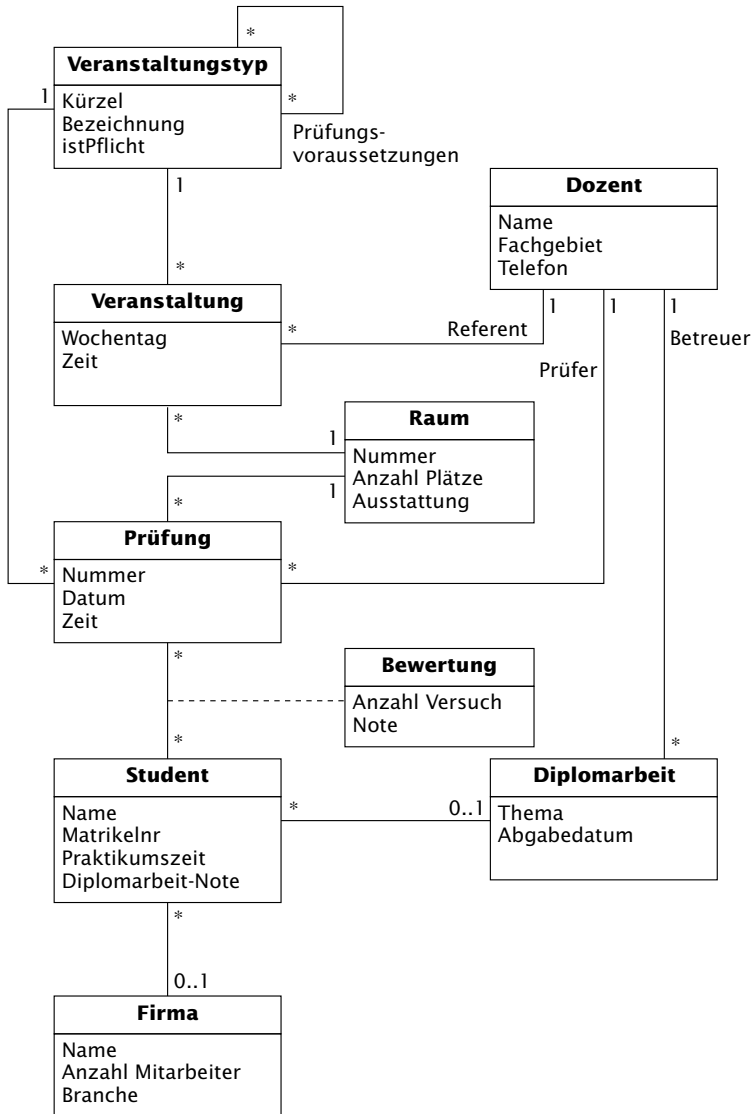 *
Veranstaltungstyp
1
Kürzel
Bezeichnung
istPflicht
*
Prüfungs-
voraussetzungen
1
Dozent
Name
Fachgebiet
Telefon
*
Veranstaltung
Wochentag
Zeit
*
Referent
1
1
1
Prüfer
Betreuer
*
1
Raum
Nummer
Anzahl Plätze
Ausstattung
1
*
Prüfung
*
Nummer
Datum
Zeit
*
*
Bewertung
Anzahl Versuch
Note
*
*
Student
Name
Matrikelnr
Praktikumszeit
Diplomarbeit-Note
*
0..1
Diplomarbeit
Thema
Abgabedatum
*
0..1
Firma
Name
Anzahl Mitarbeiter
Branche